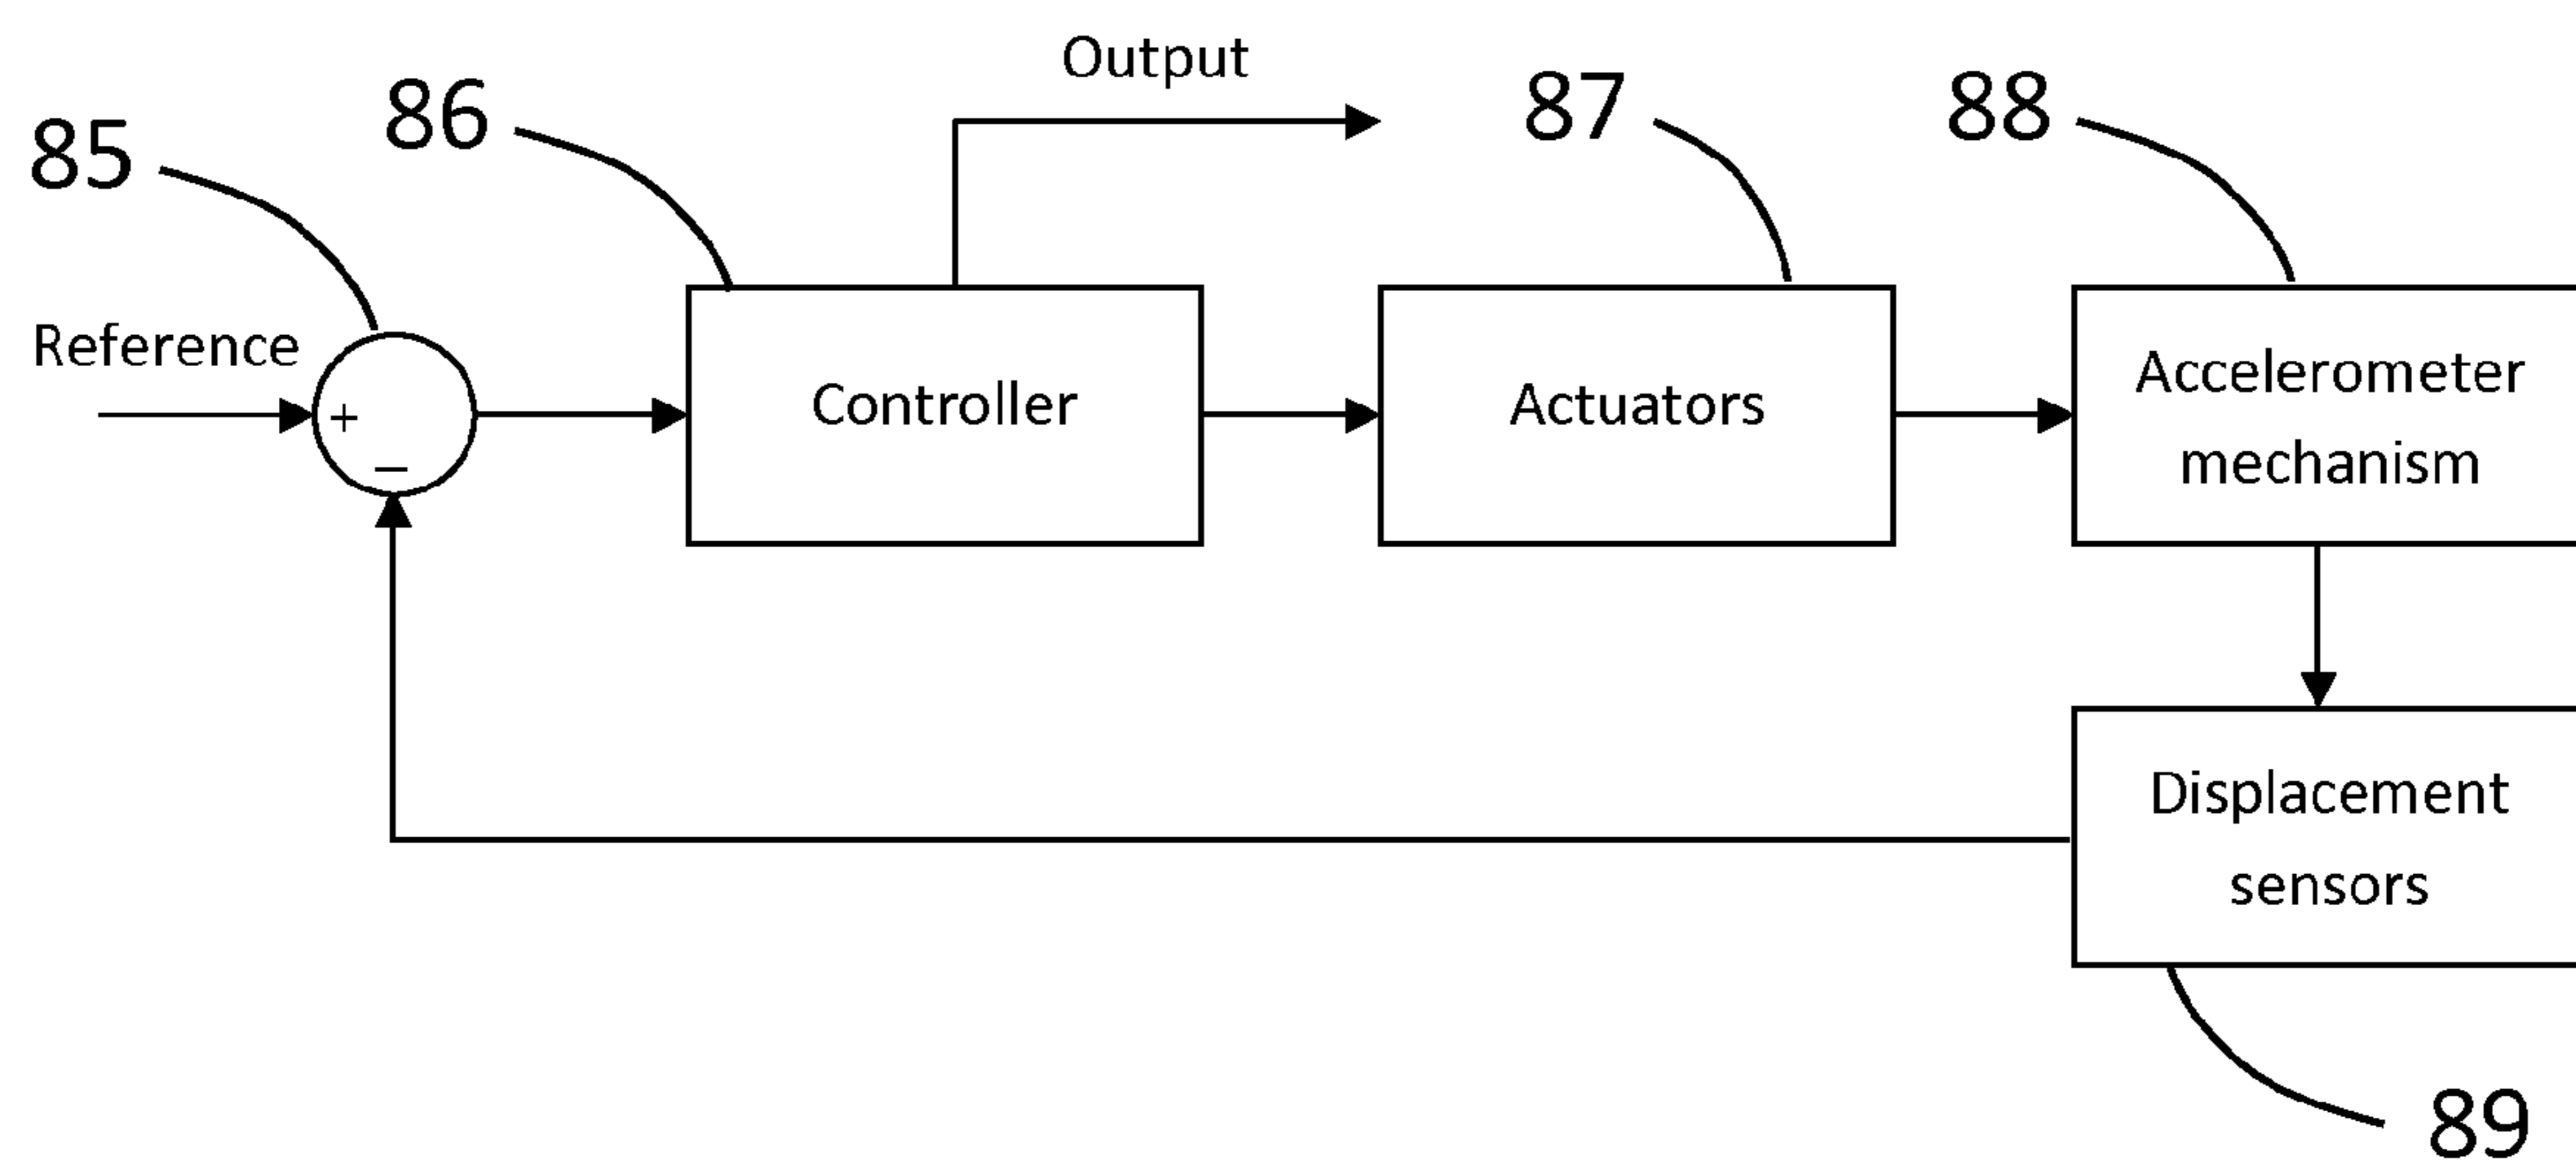 Output
85
86
87
88
Reference
+
−
Controller
Actuators
Accelerometer
mechanism
Displacement
sensors
89